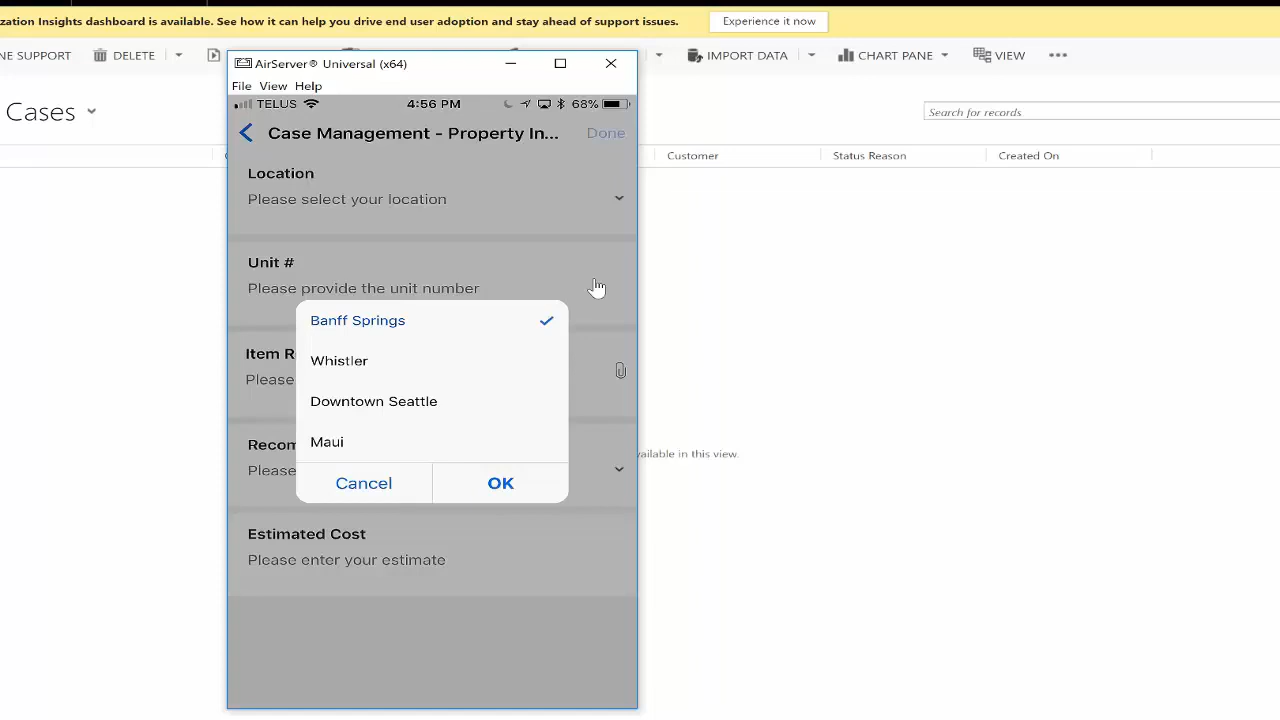 zation Insights dashboard is available. See how it can help you drive end user adoption and stay ahead of support issues. Experience it now
NE SUPPORT DELETE IMPORT DATA CHART PANE VIEW
Cases
Search for records
Customer Status Reason Created On
AirServer® Universal (x64)
File View Help
TELUS 4:56 PM 68%
Case Management - Property In... Done
Location
Please select your location
Unit #
Please provide the unit number
Banff Springs
Item R
Whistler
Please
Downtown Seattle
Recom
Maui
Please
Cancel OK
Estimated Cost
Please enter your estimate
vailable in this view.